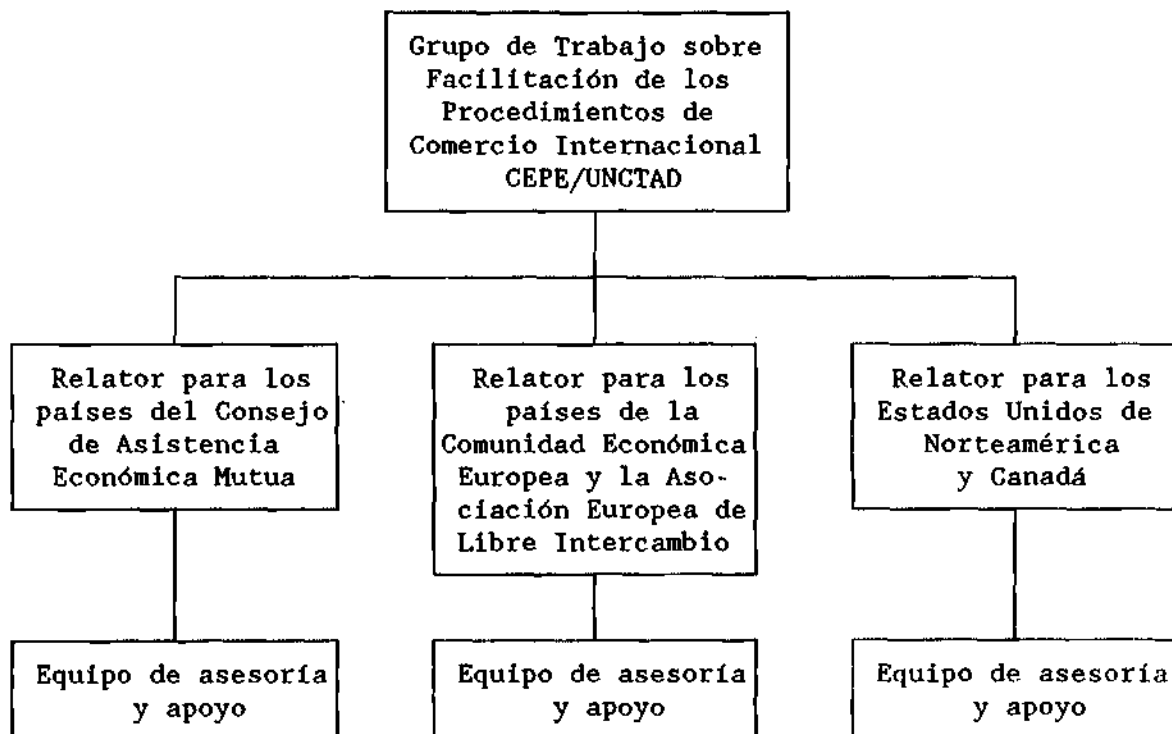 Grupo de Trabajo sobre
Facilitación de los
Procedimientos de
Comercio Internacional
CEPE/UNCTAD
Relator para los
países del Consejo
de Asistencia
Económica Mutua
Relator para los
países de la
Comunidad Económica
Europea y la Aso-
ciación Europea de
Libre Intercambio
Relator para los
Estados Unidos de
Norteamérica
y Canadá
Equipo de asesoría
y apoyo
Equipo de asesoría
y apoyo
Equipo de asesoría
y apoyo